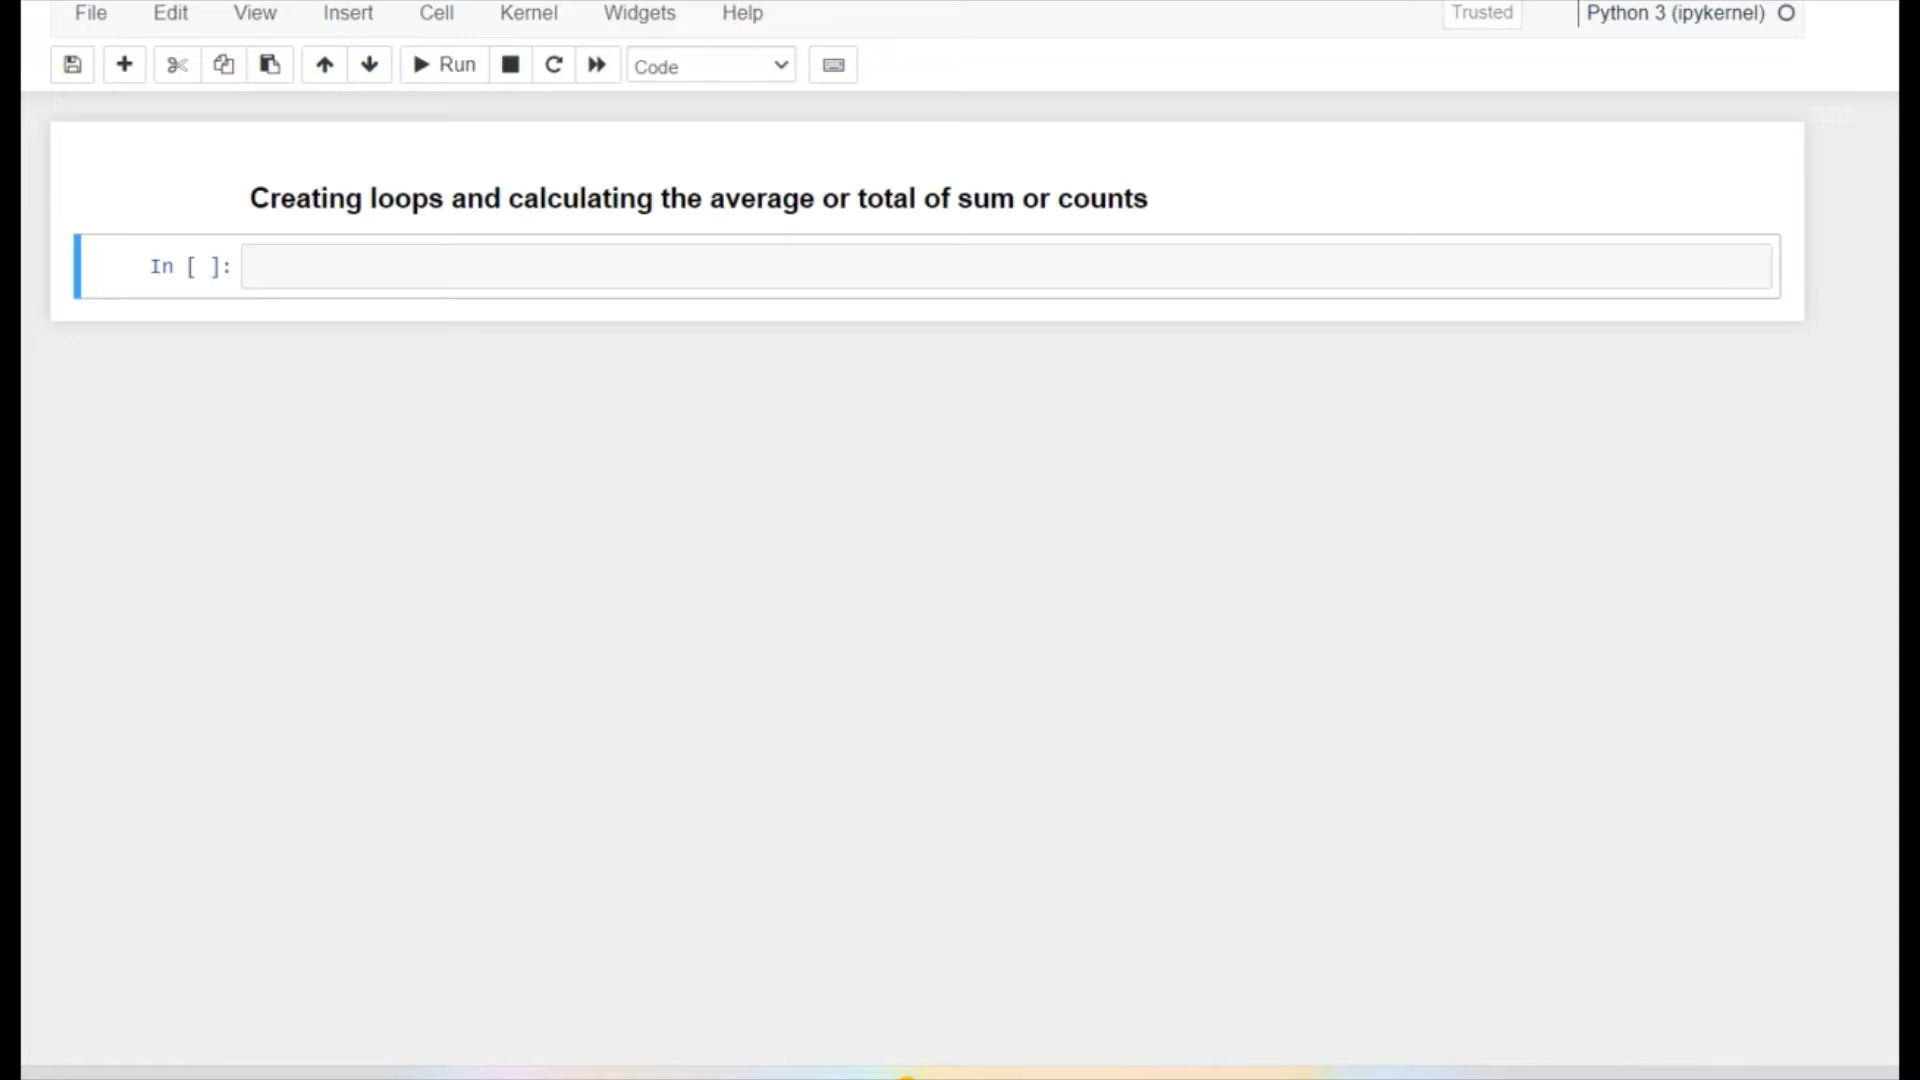 File Edit View Insert Cell Kernel Widgets Help Trusted Python 3 (ipykernel)
Run Code
Creating loops and calculating the average or total of sum or counts
In [ ]: